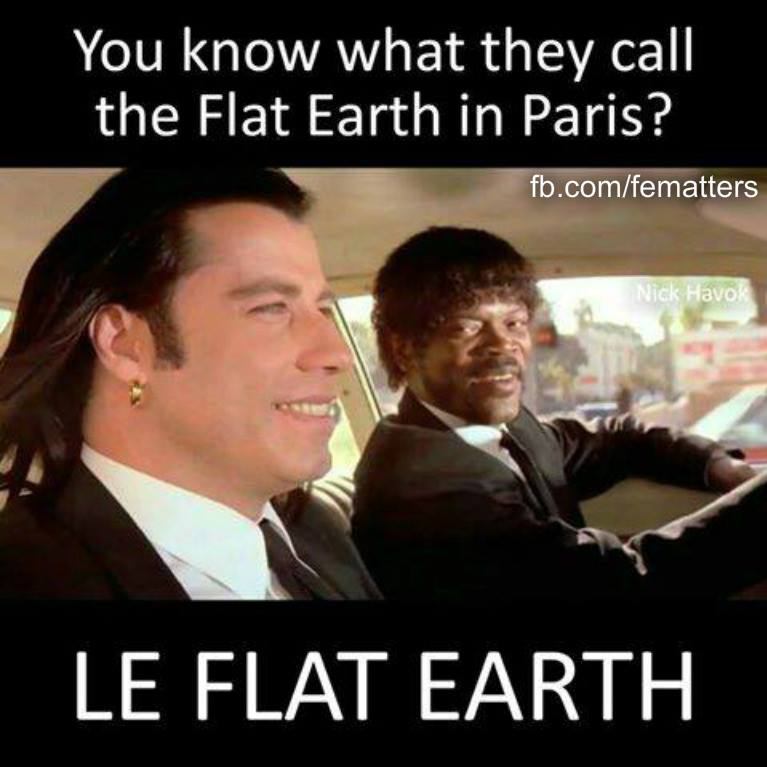 You know what they call
the Flat Earth in Paris?
fb.com/fematters
Nick Havok
LE FLAT EARTH